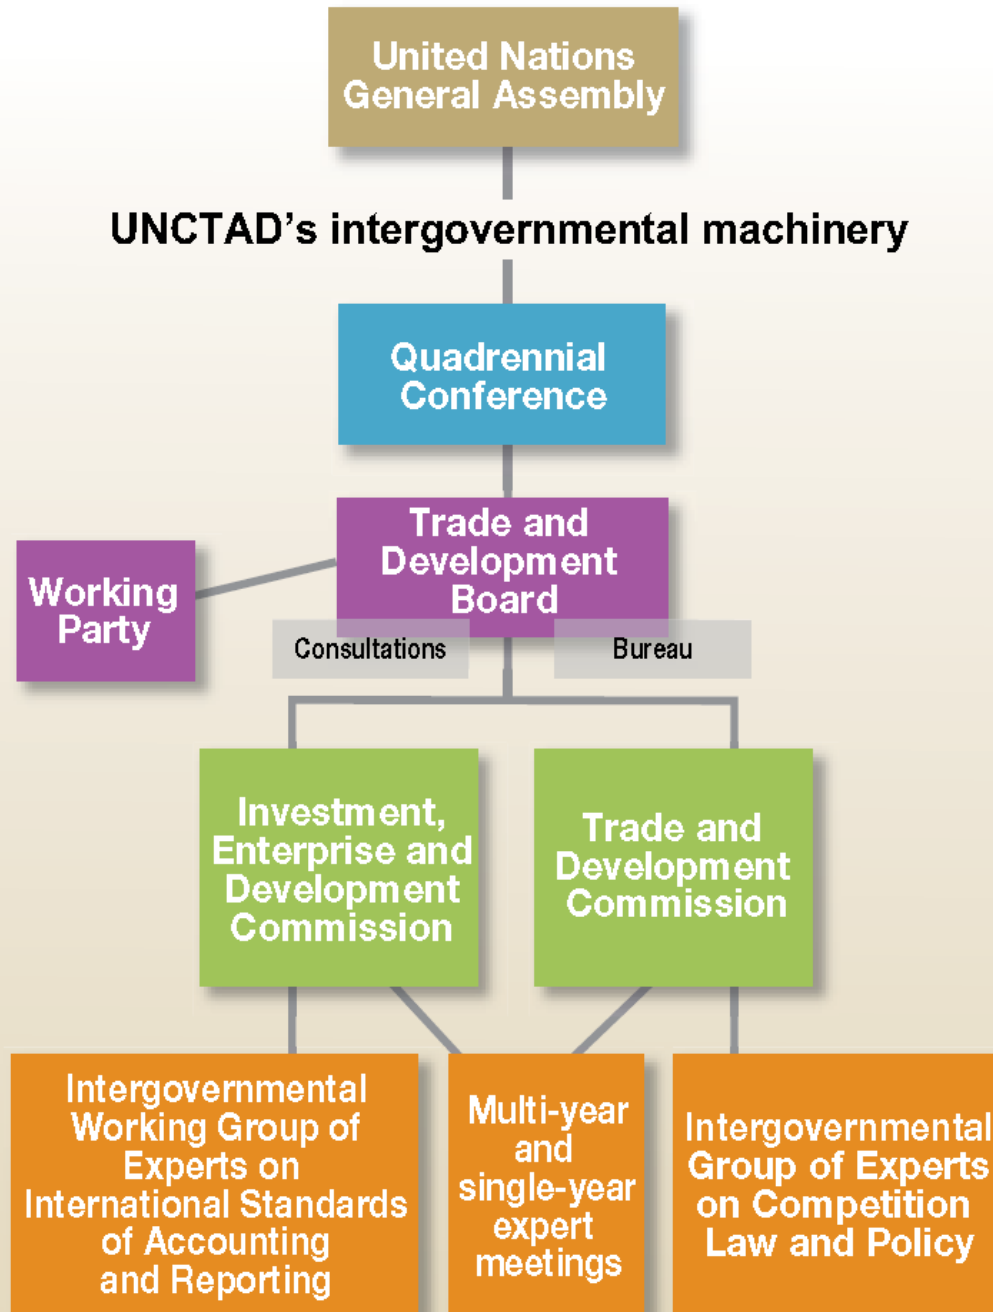 United Nations
General Assembly
UNCTAD's intergovernmental machinery
Quadrennial
Conference
Trade and
Development
Board
Working
Party
Consultations
Bureau
Investment,
Enterprise and
Development
Commission
Trade and
Development
Commission
Intergovernmental
Working Group of
Experts on
International Standards
of Accounting
and Reporting
Multi-year
and
single-year
expert
meetings
Intergovernmental
Group of Experts
on Competition
Law and Policy